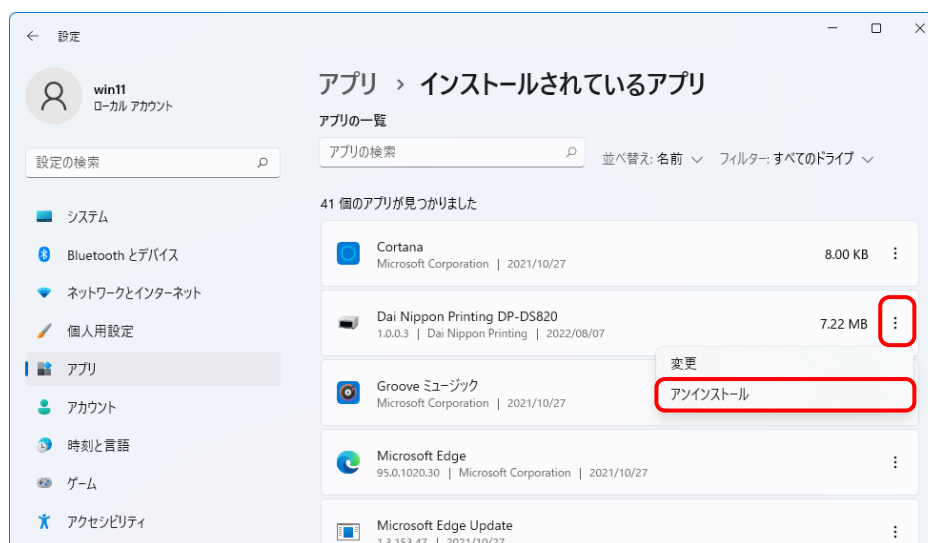 設定
win11
ローカル アカウント
設定の検索
システム
Bluetooth とデバイス
ネットワークとインターネット
個人用設定
アプリ
アカウント
時刻と言語
ゲーム
アクセシビリティ
アプリ › インストールされているアプリ
アプリの一覧
アプリの検索
並べ替え: 名前 フィルター: すべてのドライブ
41 個のアプリが見つかりました
Cortana
Microsoft Corporation | 2021/10/27
8.00 KB
Dai Nippon Printing DP-DS820
1.0.0.3 | Dai Nippon Printing | 2022/08/07
7.22 MB
変更
アンインストール
Groove ミュージック
Microsoft Corporation | 2021/10/27
Microsoft Edge
95.0.1020.30 | Microsoft Corporation | 2021/10/27
Microsoft Edge Update
1.3.153.47 | 2021/10/27